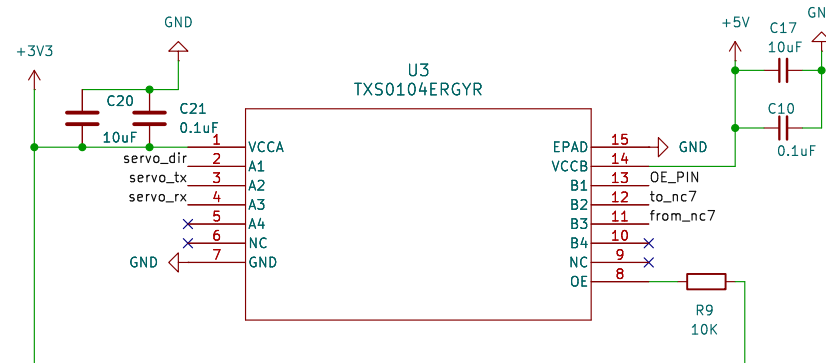 GND
+3V3
C20
10uF
C21
0.1uF
servo_dir
servo_tx
servo_rx
GND
U3
TXS0104ERGYR
1 VCCA
2 A1
3 A2
4 A3
5 A4
6 NC
7 GND
EPAD 15
VCCB 14
B1 13
B2 12
B3 11
B4 10
NC 9
OE 8
GND
OE_PIN
to_nc7
from_nc7
R9
10K
+5V
C17
10uF
C10
0.1uF